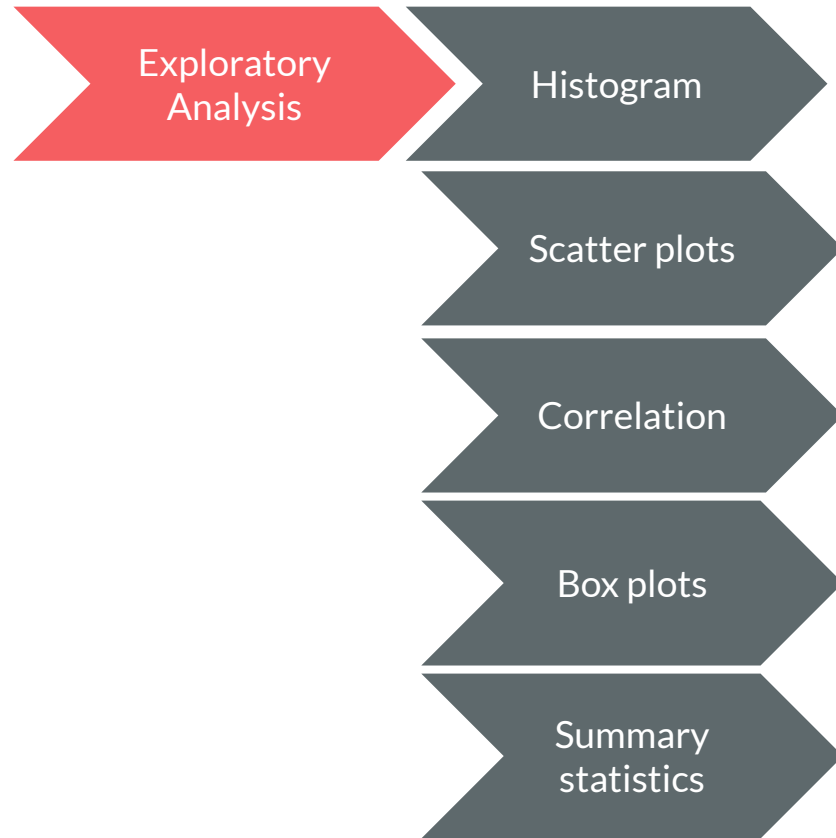 Exploratory
Analysis
Histogram
Scatter plots
Correlation
Box plots
Summary
statistics